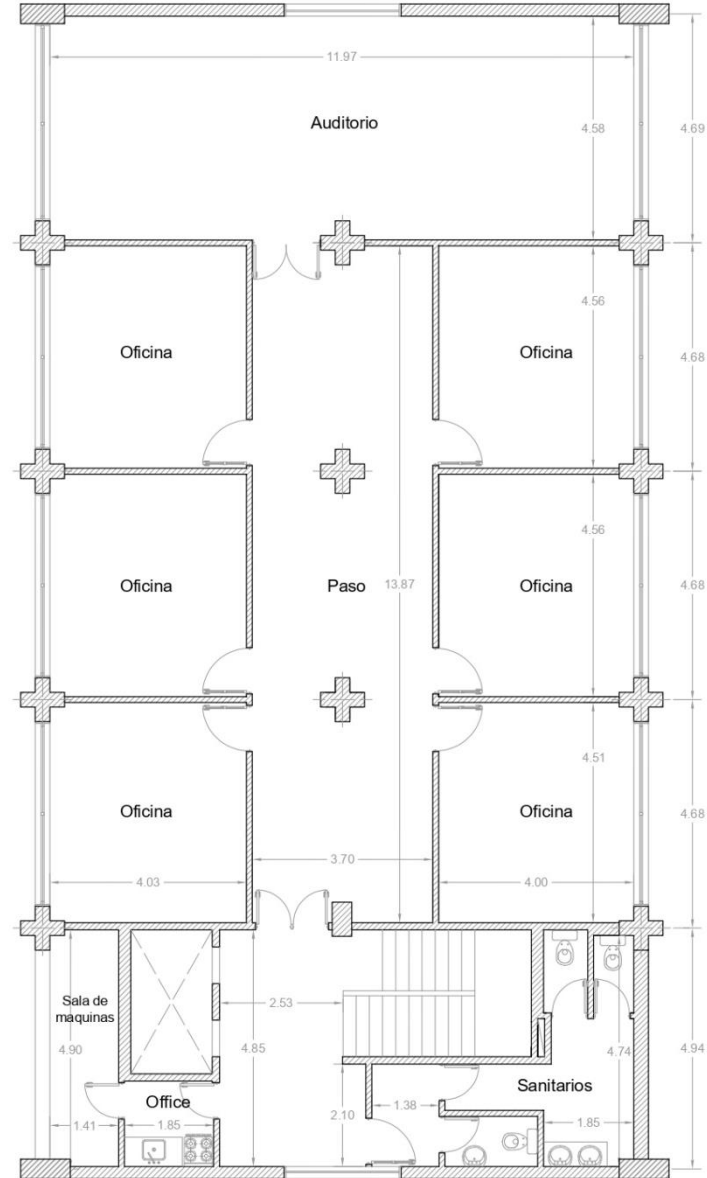 11.97
Auditorio
4.58
4.69
Oficina
4.56
Oficina
4.68
4.56
Oficina
Paso
13.87
Oficina
4.68
4.51
Oficina
Oficina
4.68
3.70
4.03
4.00
2.53
Sala de
maquinas
4.90
4.85
4.74
4.94
Sanitarios
Office
2.10
1.38
1.41
1.85
1.85